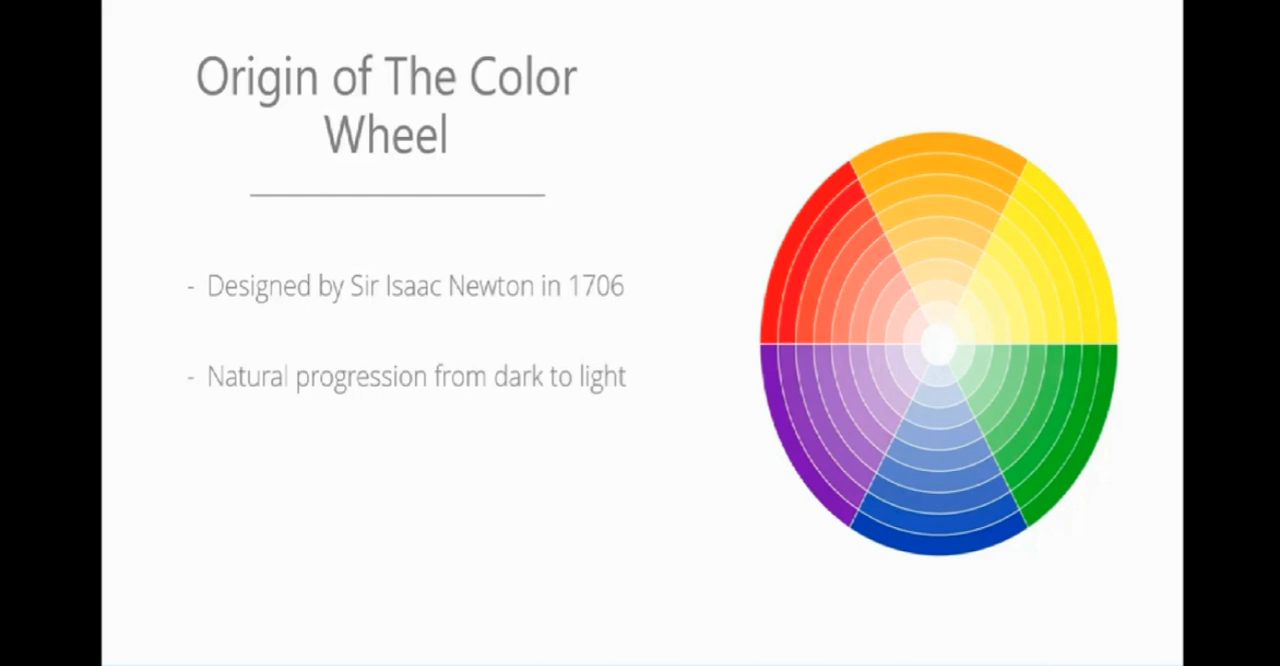 Origin of The Color
Wheel
- Designed by Sir Isaac Newton in 1706
- Natural progression from dark to light